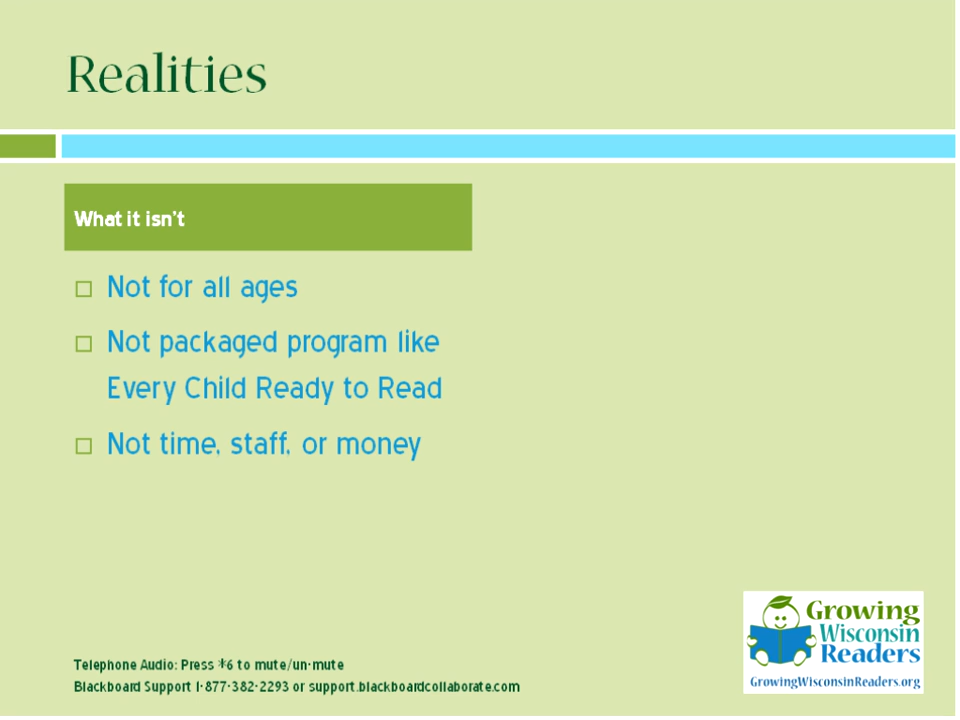 Realities
What it isn't
Not for all ages
Not packaged program like
Every Child Ready to Read
Not time, staff, or money
Telephone Audio: Press *6 to mute/un-mute
Blackboard Support 1-877-382-2293 or support.blackboardcollaborate.com
Growing
Wisconsin
Readers
GrowingWisconsinReaders.org